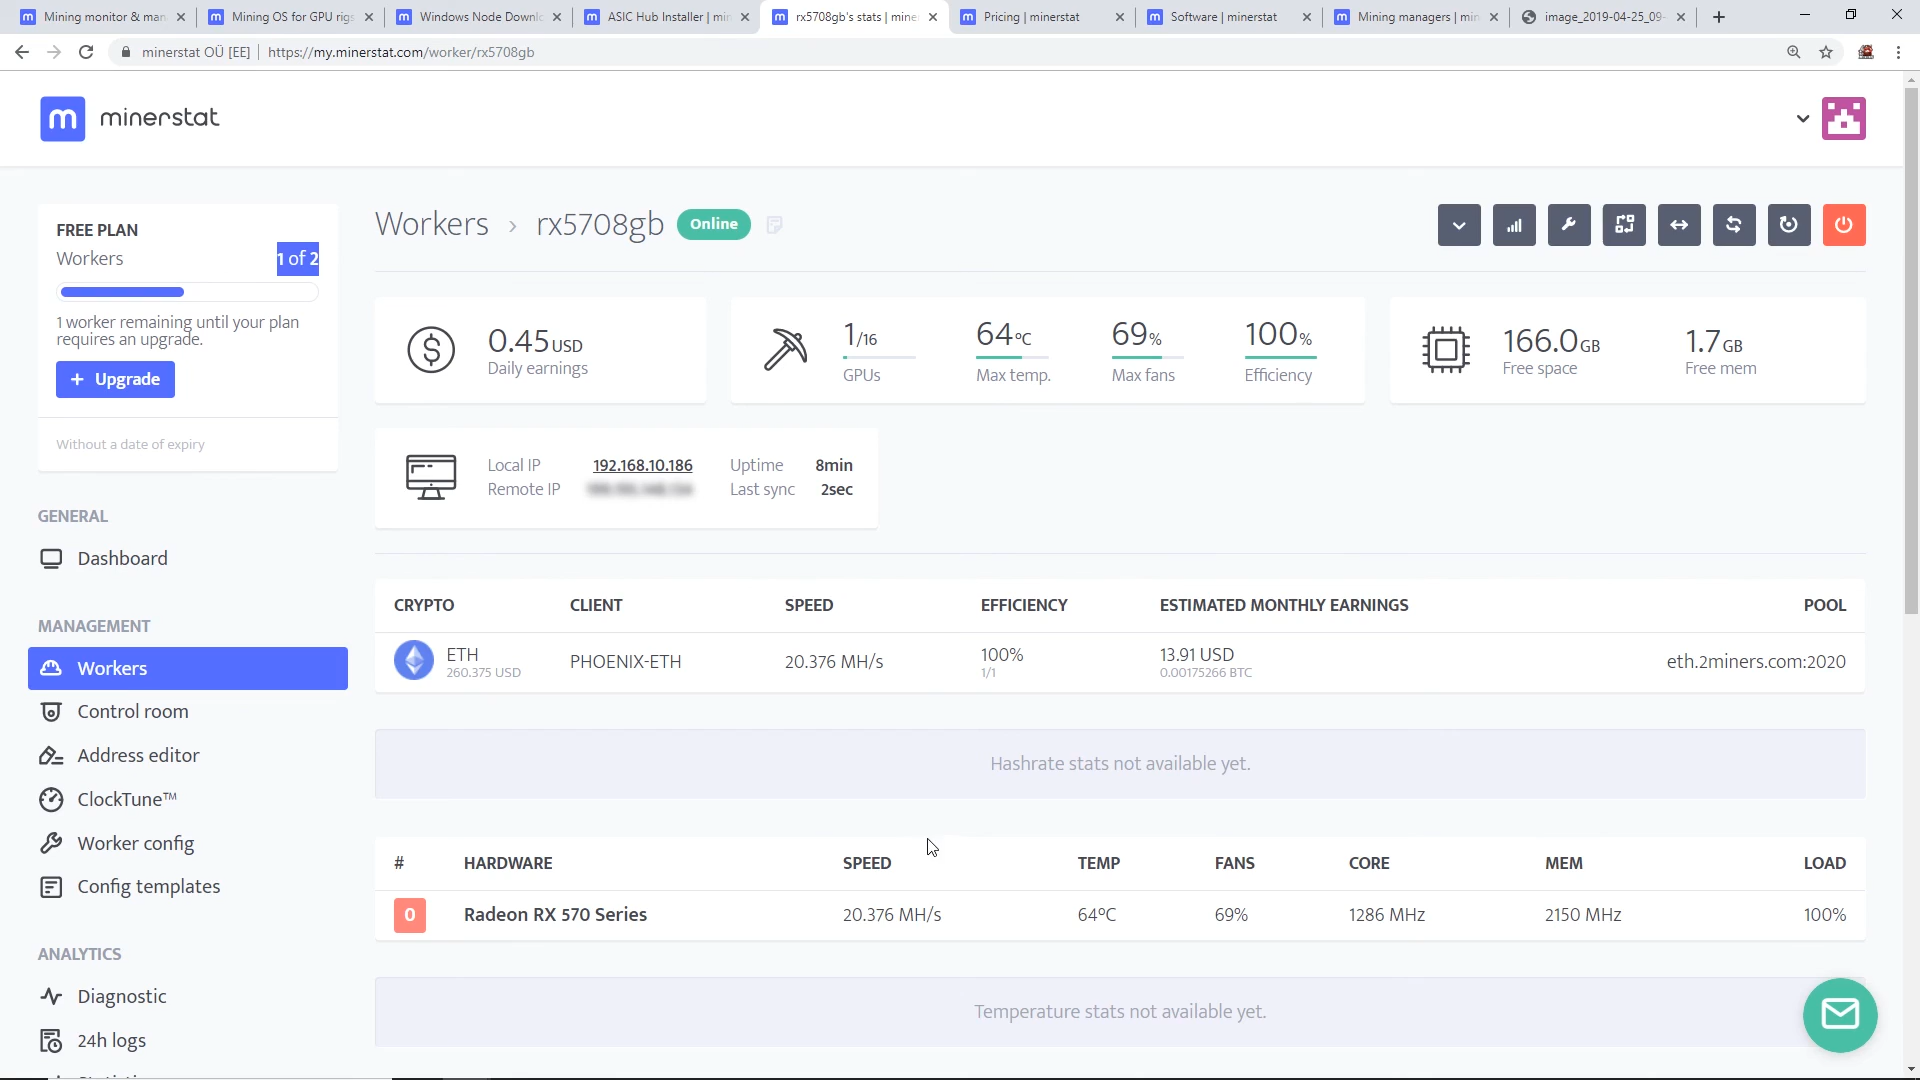 Mining monitor & man
Mining OS for GPU rigs
Windows Node Downlo
ASIC Hub Installer | min
rx5708gb's stats | mine
Pricing | minerstat
Software | minerstat
Mining managers | min
image_2019-04-25_09-
minerstat OÜ [EE]
https://my.minerstat.com/worker/rx5708gb
m
minerstat
FREE PLAN
Workers
1 of 2
1 worker remaining until your plan
requires an upgrade.
+ Upgrade
Without a date of expiry
GENERAL
Dashboard
MANAGEMENT
Workers
Control room
Address editor
ClockTune™
Worker config
Config templates
ANALYTICS
Diagnostic
24h logs
Workers > rx5708gb Online
0.45 USD
Daily earnings
1/16
GPUs
64°C
Max temp.
69%
Max fans
100%
Efficiency
166.0 GB
Free space
1.7 GB
Free mem
Local IP 192.168.10.186 Uptime 8min
Remote IP Last sync 2sec
CRYPTO CLIENT SPEED EFFICIENCY ESTIMATED MONTHLY EARNINGS POOL
ETH PHOENIX-ETH 20.376 MH/s 100% 13.91 USD eth.2miners.com:2020
260.375 USD 1/1 0.00175266 BTC
Hashrate stats not available yet.
# HARDWARE SPEED TEMP FANS CORE MEM LOAD
0 Radeon RX 570 Series 20.376 MH/s 64°C 69% 1286 MHz 2150 MHz 100%
Temperature stats not available yet.